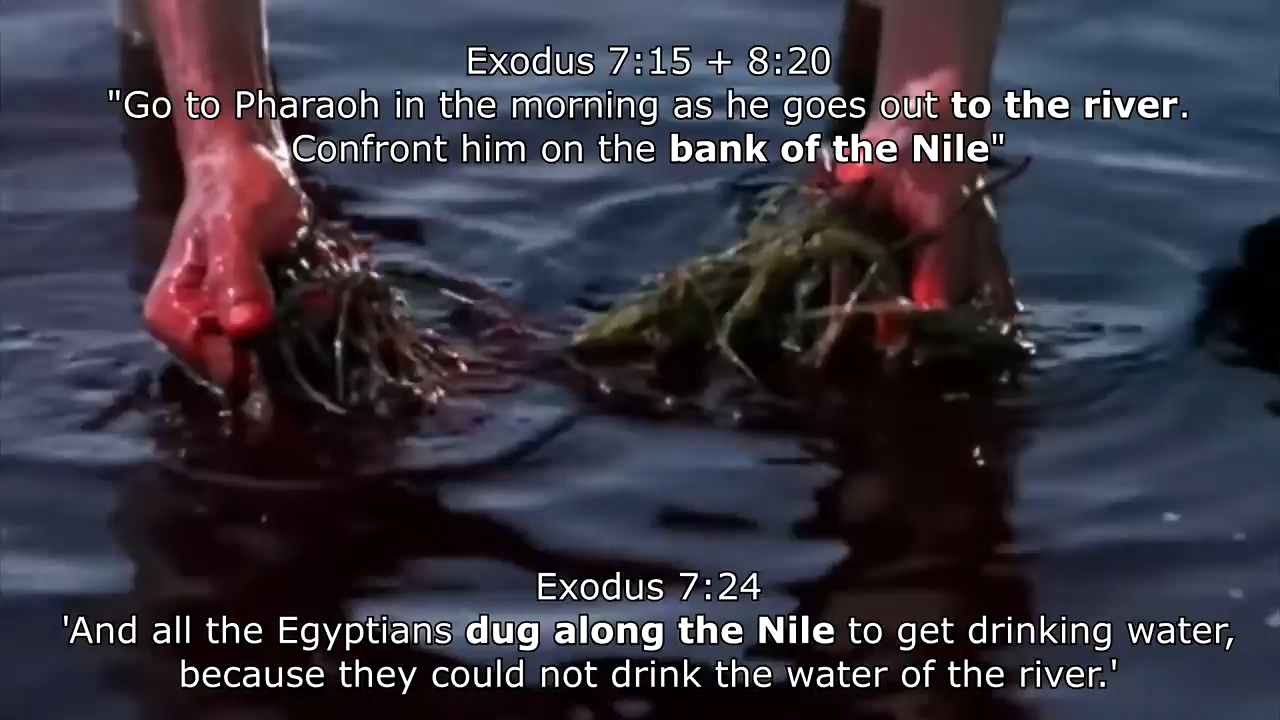 Exodus 7:15 + 8:20
"Go to Pharaoh in the morning as he goes out to the river.
Confront him on the bank of the Nile"
Exodus 7:24
'And all the Egyptians dug along the Nile to get drinking water,
because they could not drink the water of the river.'